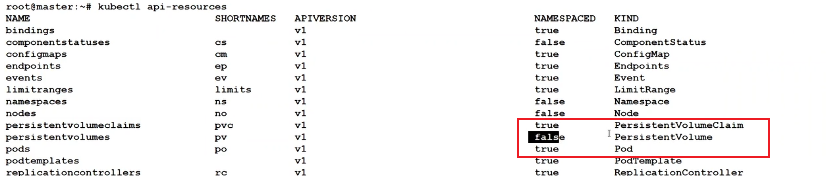 root@master:~# kubectl api-resources
NAME SHORTNAMES APIVERSION NAMESPACED KIND
bindings v1 true Binding
componentstatuses cs v1 false ComponentStatus
configmaps cm v1 true ConfigMap
endpoints ep v1 true Endpoints
events ev v1 true Event
limitranges limits v1 true LimitRange
namespaces ns v1 false Namespace
nodes no v1 false Node
persistentvolumeclaims pvc v1 true PersistentVolumeClaim
persistentvolumes pv v1 false PersistentVolume
pods po v1 true Pod
podtemplates v1 true PodTemplate
replicationcontrollers rc v1 true ReplicationController